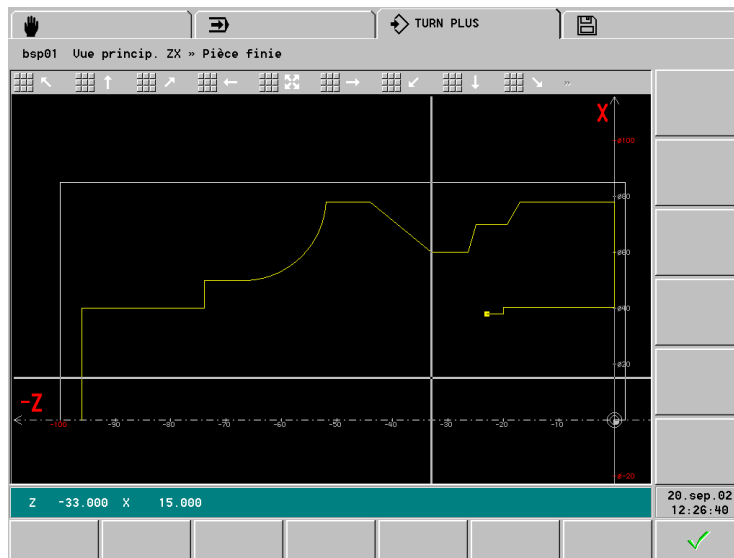 TURN PLUS
bsp01 Vue princip. ZX » Pièce finie
»
X
ø100
ø80
ø60
ø40
ø20
-Z
-100 -90 -80 -70 -60 -50 -40 -30 -20 -10
ø-20
Z -33.000 X 15.000
20.sep.02
12:26:40